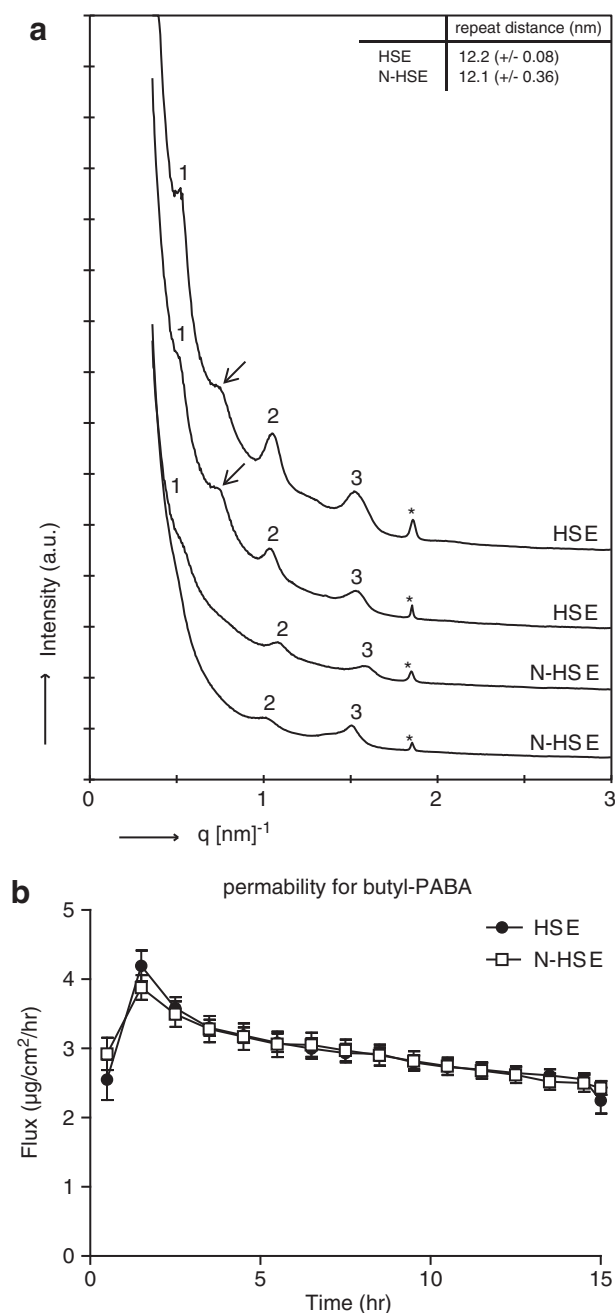 a
repeat distance (nm)
HSE 12.2 (+/- 0.08)
N-HSE 12.1 (+/- 0.36)
1
1
2
3
*
HSE
1
2
3
*
HSE
2
3
*
N-HSE
2
3
*
N-HSE
Intensity (a.u.)
0 1 2 3
q [nm]-1
b
permability for butyl-PABA
HSE
N-HSE
5
4
3
2
1
0
Flux (µg/cm²/hr)
0 5 10 15
Time (hr)